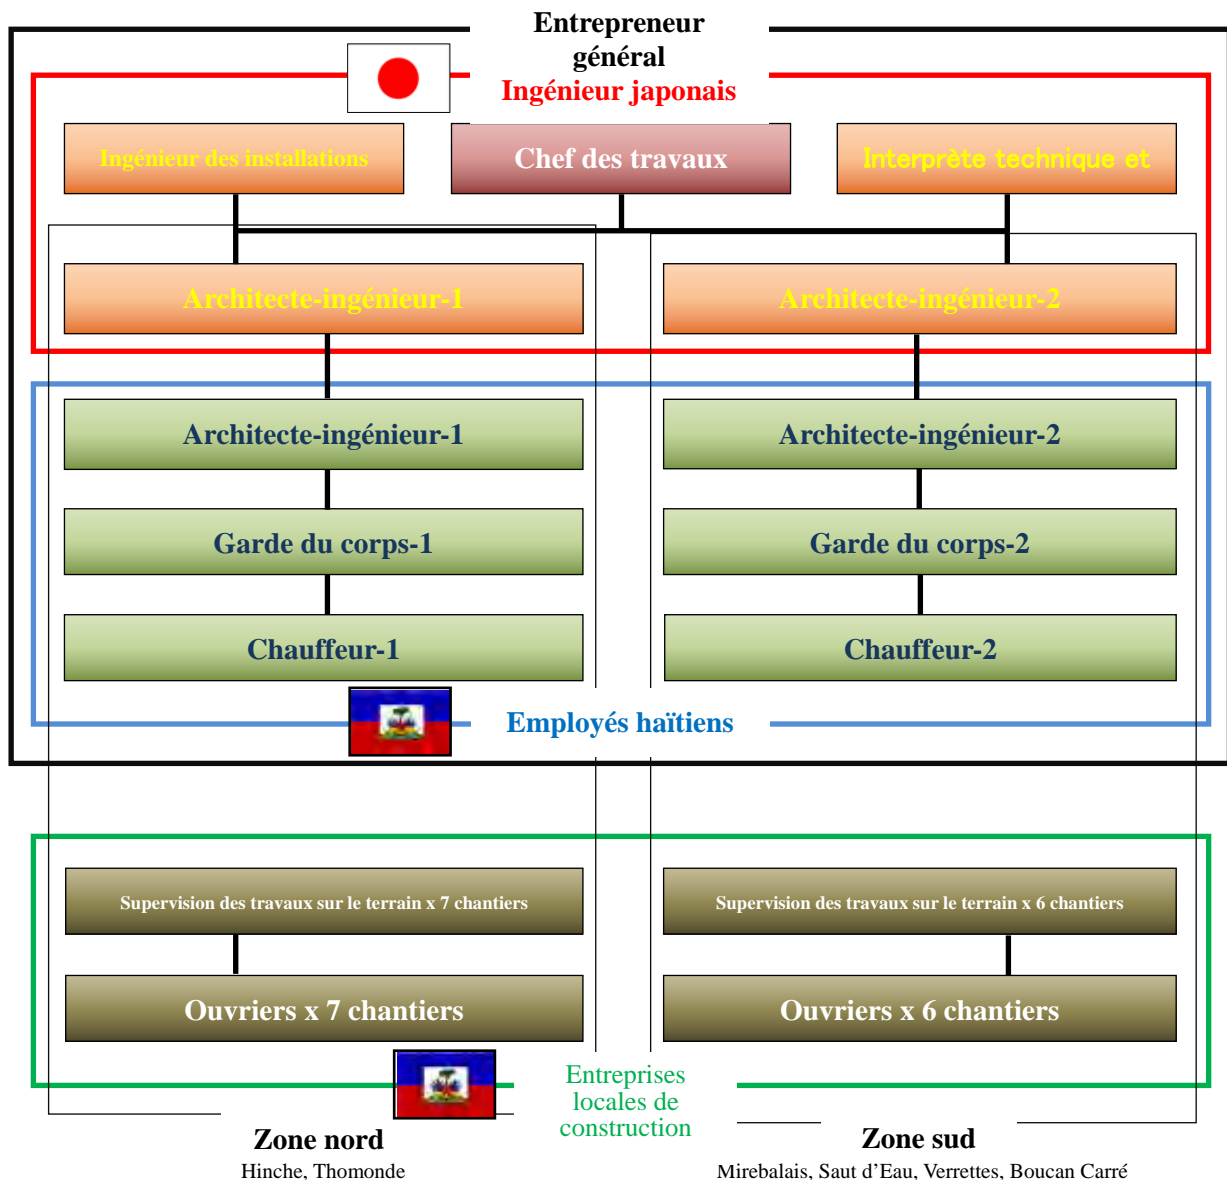 Entrepreneur
général
Ingénieur japonais
Ingénieur des installations
Chef des travaux
Interprète technique et
Architecte-ingénieur-1
Architecte-ingénieur-2
Architecte-ingénieur-1
Architecte-ingénieur-2
Garde du corps-1
Garde du corps-2
Chauffeur-1
Chauffeur-2
Employés haïtiens
Supervision des travaux sur le terrain x 7 chantiers
Supervision des travaux sur le terrain x 6 chantiers
Ouvriers x 7 chantiers
Ouvriers x 6 chantiers
Entreprises
locales de
construction
Zone nord
Hinche, Thomonde
Zone sud
Mirebalais, Saut d’Eau, Verrettes, Boucan Carré